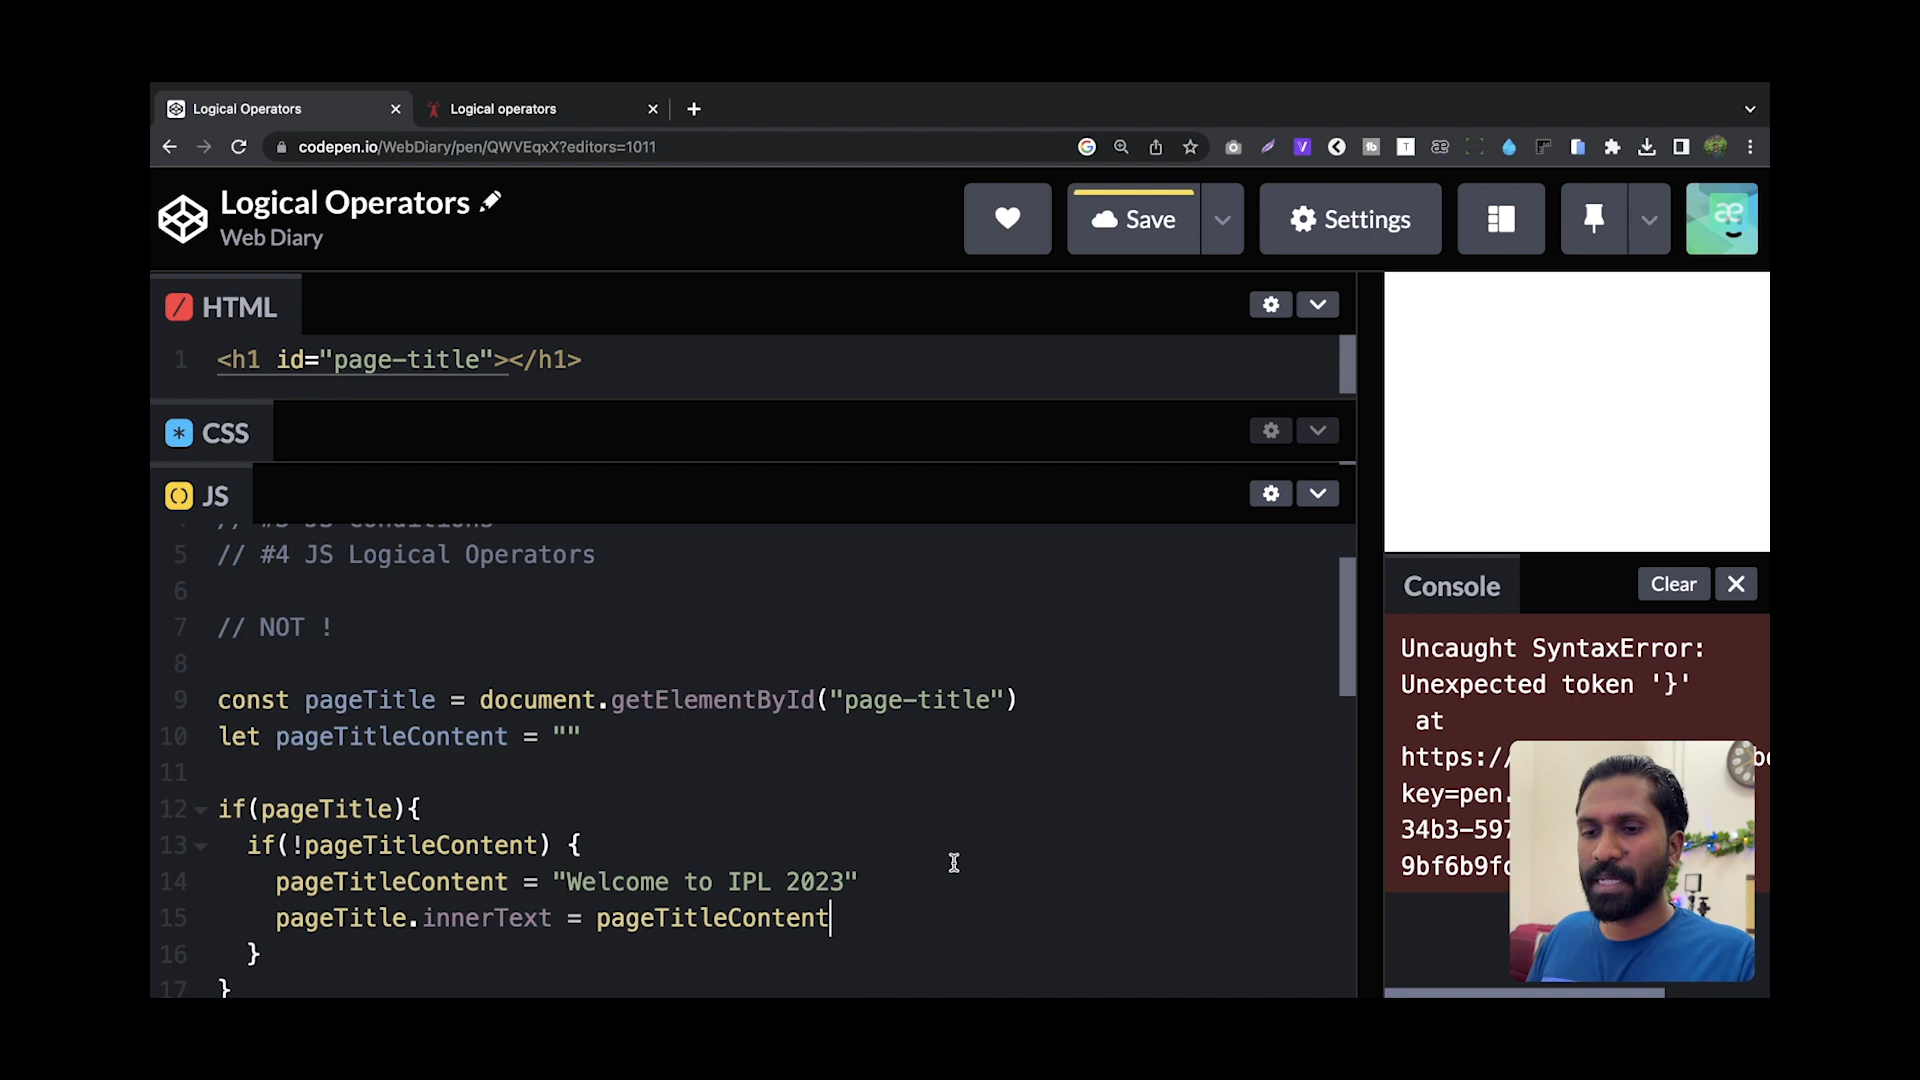 Logical Operators
Logical operators
codepen.io/WebDiary/pen/QWVEqxX?editors=1011
Logical Operators
Web Diary
Save
Settings
HTML
1 <h1 id="page-title"></h1>
CSS
JS
// #3 JS Conditions
5 // #4 JS Logical Operators
6
7 // NOT !
8
9 const pageTitle = document.getElementById("page-title")
10 let pageTitleContent = ""
11
12 if(pageTitle){
13 if(!pageTitleContent) {
14 pageTitleContent = "Welcome to IPL 2023"
15 pageTitle.innerText = pageTitleContent
16 }
17 }
Console
Clear
Uncaught SyntaxError:
Unexpected token '}'
at
https://
key=pen.
34b3-597
9bf6b9fc